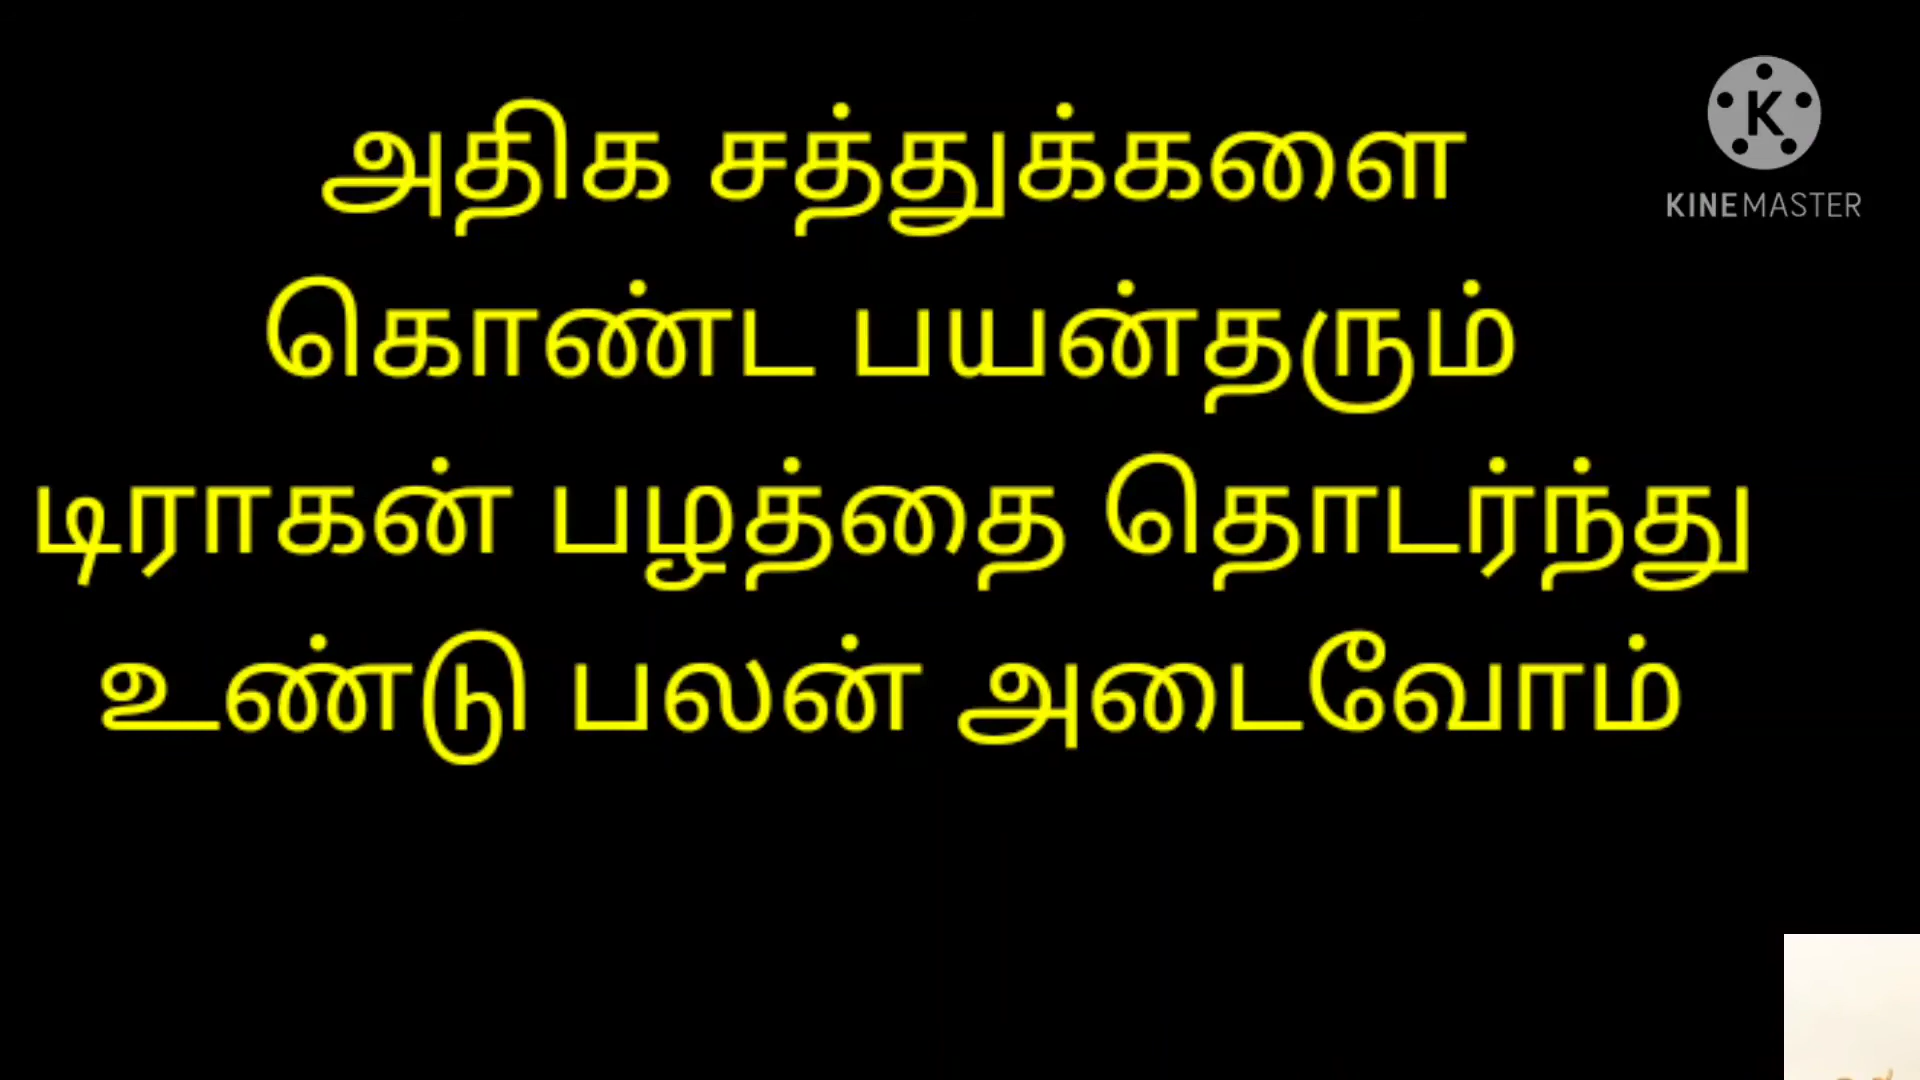 அதிக சத்துக்களை
கொண்ட பயன்தரும்
டிராகன் பழத்தை தொடர்ந்து
உண்டு பலன் அடைவோம்
K
KINEMASTER